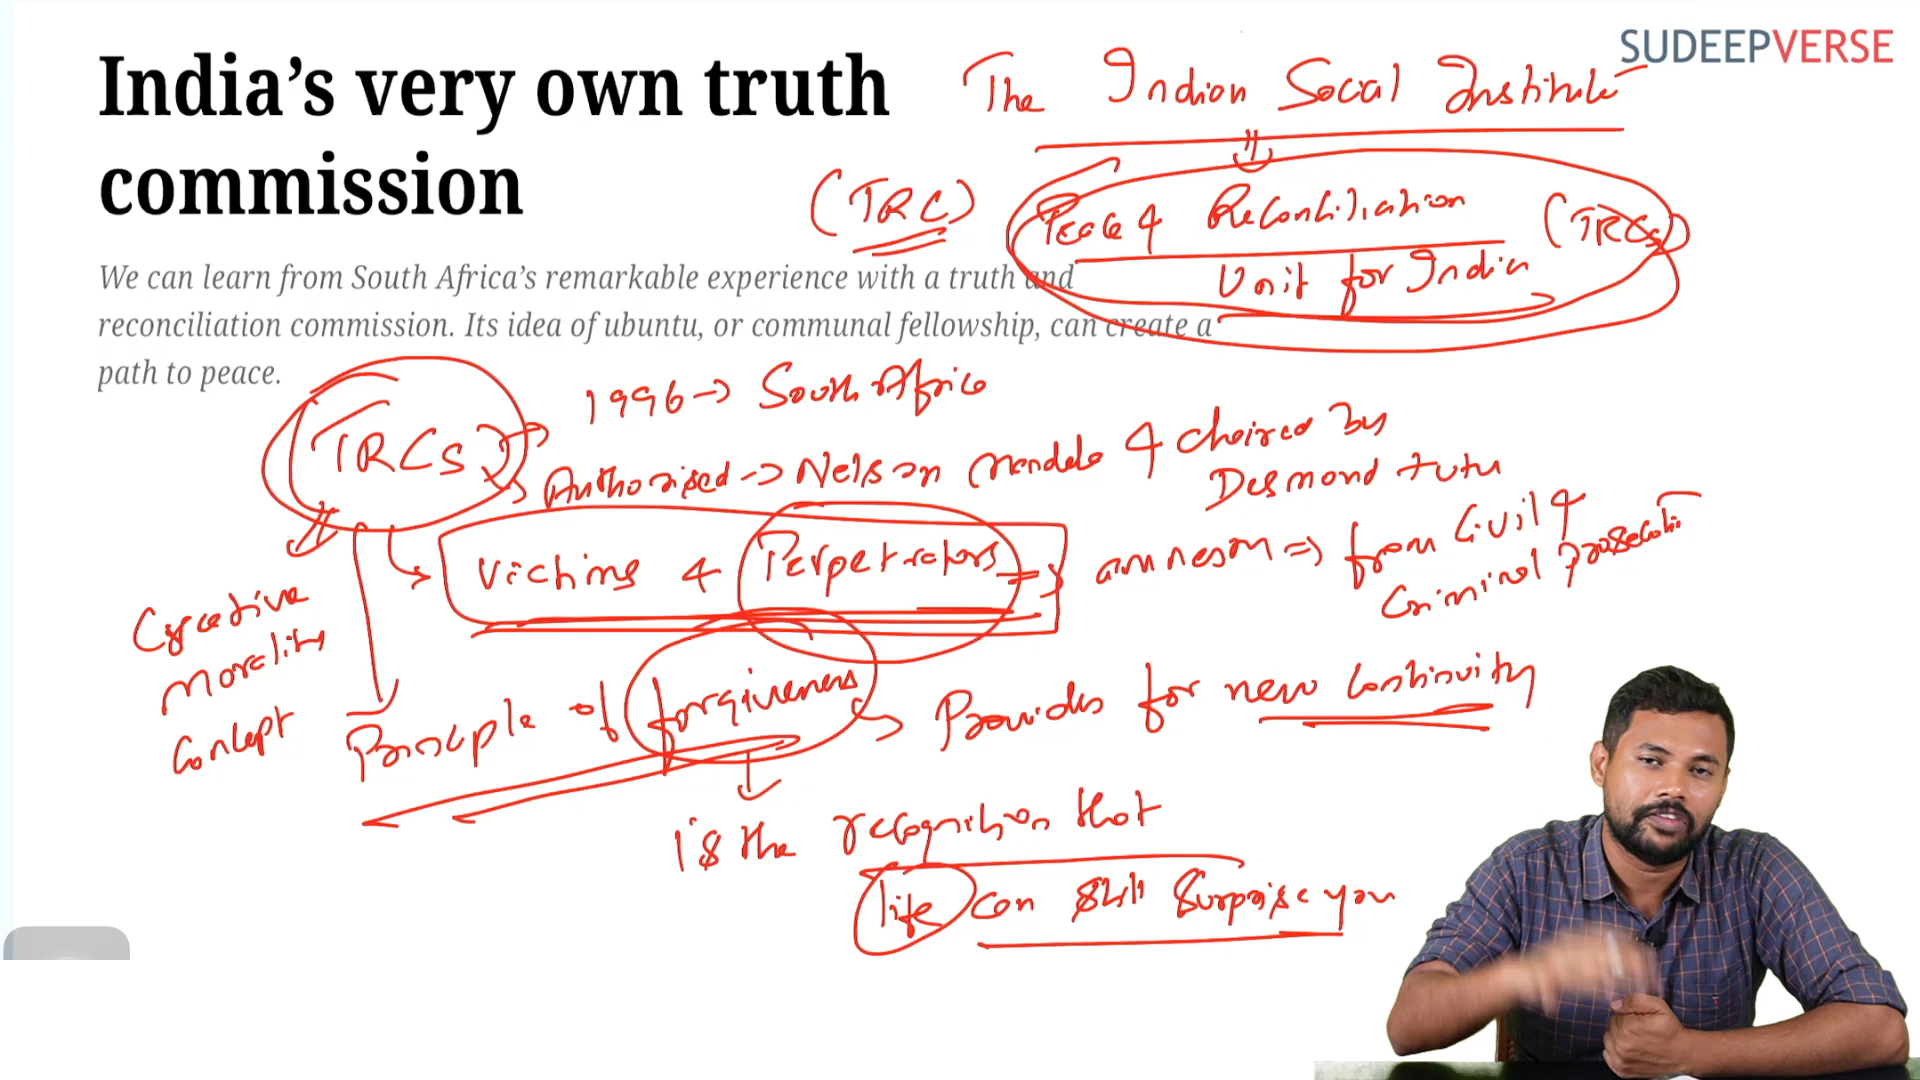 SUDEEPVERSE
India's very own truth
commission
We can learn from South Africa's remarkable experience with a truth and
reconciliation commission. Its idea of ubuntu, or communal fellowship, can create a
path to peace.
The Indian Social Institute
(TRC)
Peace & Reconciliation (TRCs)
Unit for India
TRCs
1996 → South Africa
Authorised → Nelson Mandela & chaired by
Desmond tutu
Victims & Perpetrators → amnesty ⇒ from Civil &
Criminal prosecution
Creative
morality
Concept
Principle of forgiveness → Provides for new continuity
is the recognition that
life can still surprise you